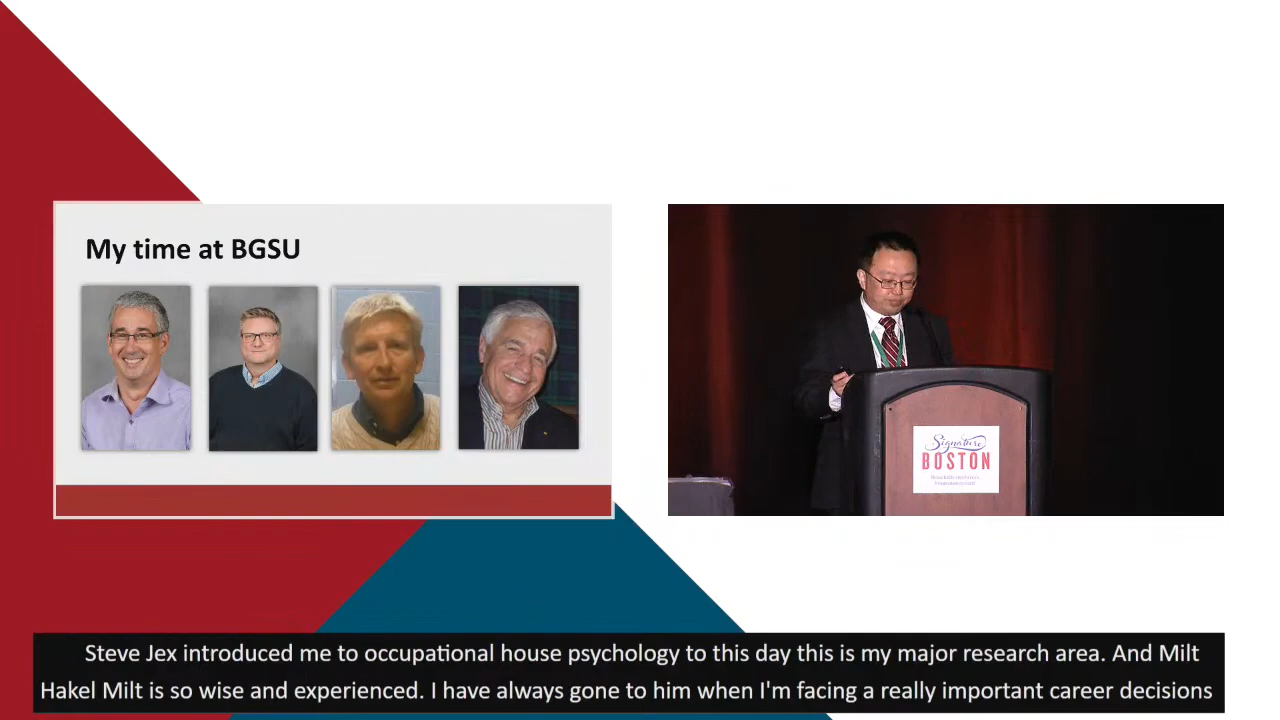 My time at BGSU
Signature
BOSTON
Steve Jex introduced me to occupational house psychology to this day this is my major research area. And Milt
Hakel Milt is so wise and experienced. I have always gone to him when I'm facing a really important career decisions